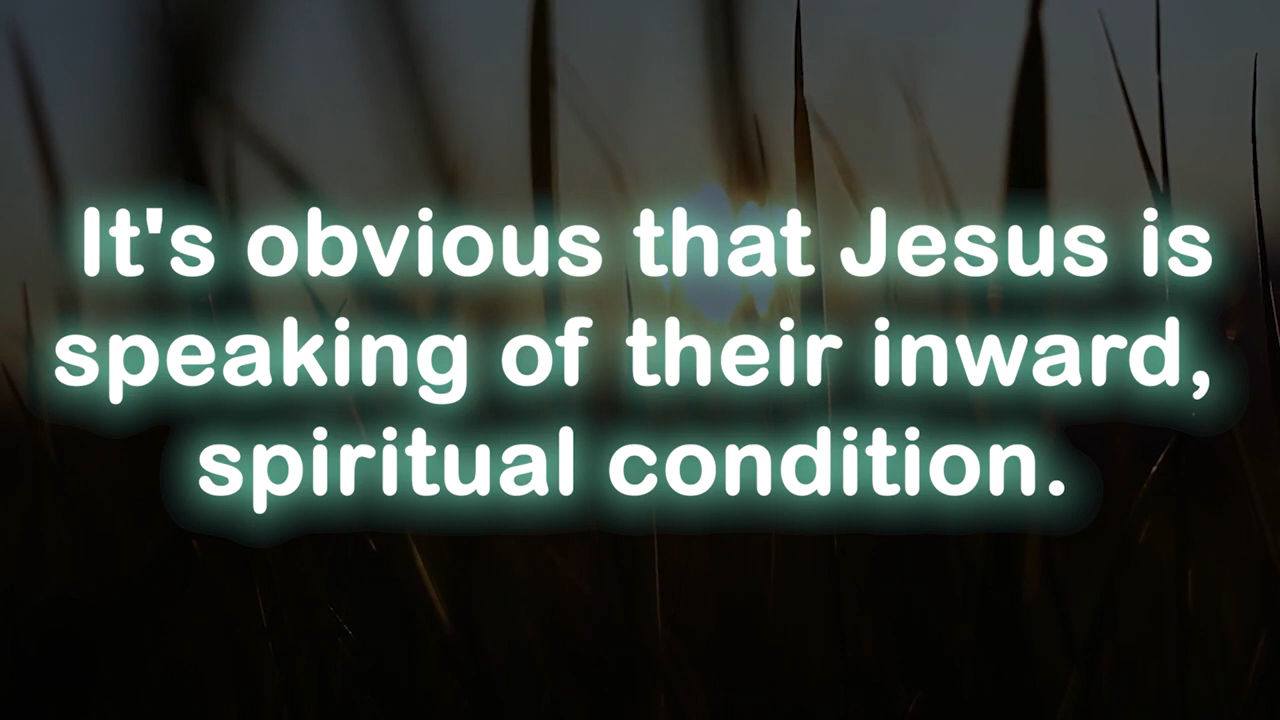 It's obvious that Jesus is
speaking of their inward,
spiritual condition.